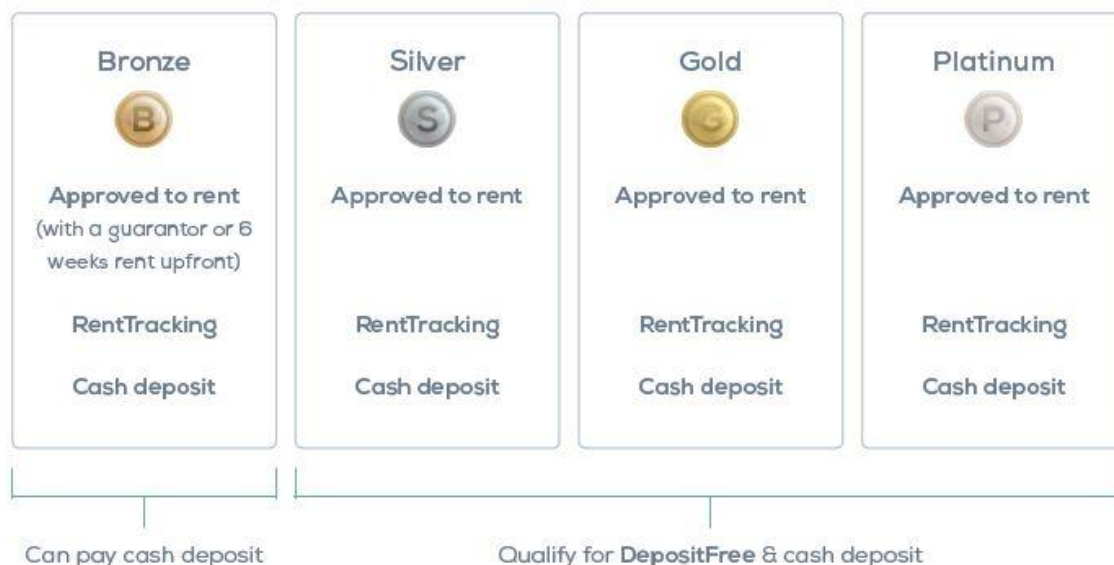 Bronze
B
Approved to rent
(with a guarantor or 6
weeks rent upfront)
RentTracking
Cash deposit
Silver
S
Approved to rent
RentTracking
Cash deposit
Gold
G
Approved to rent
RentTracking
Cash deposit
Platinum
P
Approved to rent
RentTracking
Cash deposit
Can pay cash deposit
Qualify for DepositFree & cash deposit